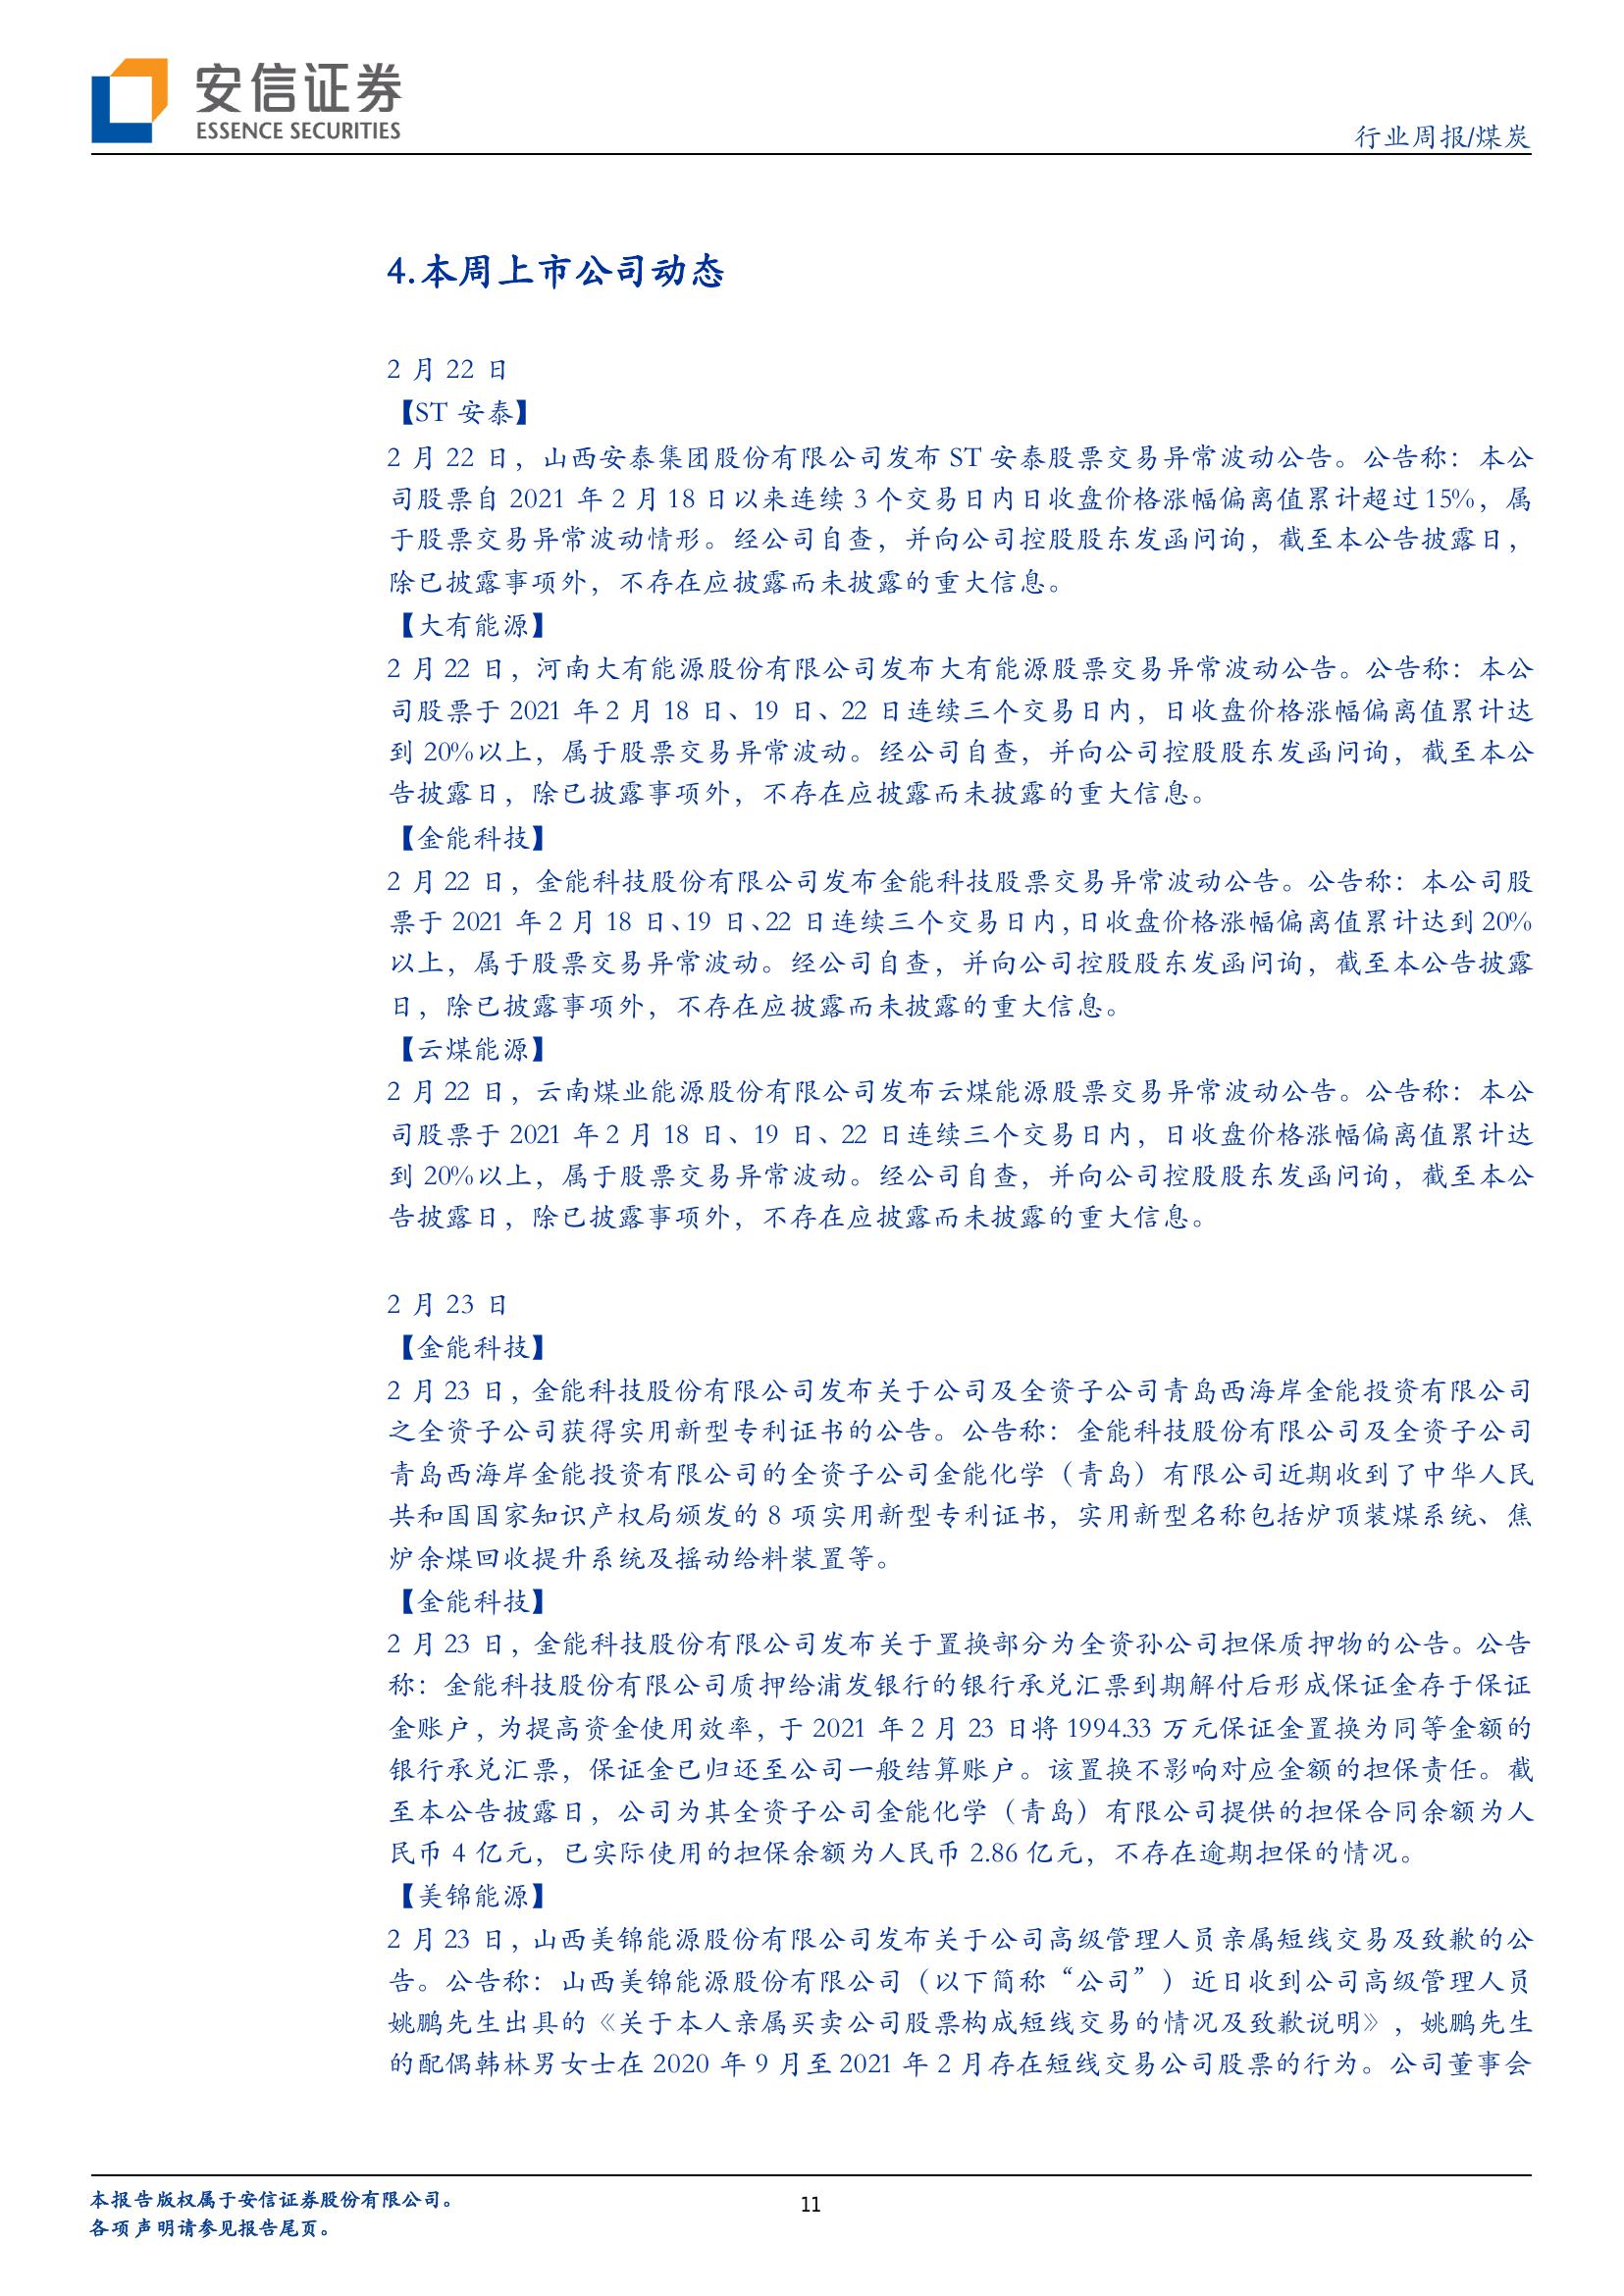 安信证券
ESSENCE SECURITIES
行业周报/煤炭
4.本周上市公司动态
2 月 22 日
【ST 安泰】
2 月 22 日，山西安泰集团股份有限公司发布 ST 安泰股票交易异常波动公告。公告称：本公
司股票自 2021 年 2 月 18 日以来连续 3 个交易日内日收盘价格涨幅偏离值累计超过 15%，属
于股票交易异常波动情形。经公司自查，并向公司控股股东发函问询，截至本公告披露日，
除已披露事项外，不存在应披露而未披露的重大信息。
【大有能源】
2 月 22 日，河南大有能源股份有限公司发布大有能源股票交易异常波动公告。公告称：本公
司股票于 2021 年 2 月 18 日、19 日、22 日连续三个交易日内，日收盘价格涨幅偏离值累计达
到 20%以上，属于股票交易异常波动。经公司自查，并向公司控股股东发函问询，截至本公
告披露日，除已披露事项外，不存在应披露而未披露的重大信息。
【金能科技】
2 月 22 日，金能科技股份有限公司发布金能科技股票交易异常波动公告。公告称：本公司股
票于 2021 年 2 月 18 日、19 日、22 日连续三个交易日内，日收盘价格涨幅偏离值累计达到 20%
以上，属于股票交易异常波动。经公司自查，并向公司控股股东发函问询，截至本公告披露
日，除已披露事项外，不存在应披露而未披露的重大信息。
【云煤能源】
2 月 22 日，云南煤业能源股份有限公司发布云煤能源股票交易异常波动公告。公告称：本公
司股票于 2021 年 2 月 18 日、19 日、22 日连续三个交易日内，日收盘价格涨幅偏离值累计达
到 20%以上，属于股票交易异常波动。经公司自查，并向公司控股股东发函问询，截至本公
告披露日，除已披露事项外，不存在应披露而未披露的重大信息。
2 月 23 日
【金能科技】
2 月 23 日，金能科技股份有限公司发布关于公司及全资子公司青岛西海岸金能投资有限公司
之全资子公司获得实用新型专利证书的公告。公告称：金能科技股份有限公司及全资子公司
青岛西海岸金能投资有限公司的全资子公司金能化学（青岛）有限公司近期收到了中华人民
共和国国家知识产权局颁发的 8 项实用新型专利证书，实用新型名称包括炉顶装煤系统、焦
炉余煤回收提升系统及摇动给料装置等。
【金能科技】
2 月 23 日，金能科技股份有限公司发布关于置换部分为全资孙公司担保质押物的公告。公告
称：金能科技股份有限公司质押给浦发银行的银行承兑汇票到期解付后形成保证金存于保证
金账户，为提高资金使用效率，于 2021 年 2 月 23 日将 1994.33 万元保证金置换为同等金额的
银行承兑汇票，保证金已归还至公司一般结算账户。该置换不影响对应金额的担保责任。截
至本公告披露日，公司为其全资子公司金能化学（青岛）有限公司提供的担保合同余额为人
民币 4 亿元，已实际使用的担保余额为人民币 2.86 亿元，不存在逾期担保的情况。
【美锦能源】
2 月 23 日，山西美锦能源股份有限公司发布关于公司高级管理人员亲属短线交易及致歉的公
告。公告称：山西美锦能源股份有限公司（以下简称“公司”）近日收到公司高级管理人员
姚鹏先生出具的《关于本人亲属买卖公司股票构成短线交易的情况及致歉说明》，姚鹏先生
的配偶韩林男女士在 2020 年 9 月至 2021 年 2 月存在短线交易公司股票的行为。公司董事会
本报告版权属于安信证券股份有限公司。
11
各项声明请参见报告尾页。